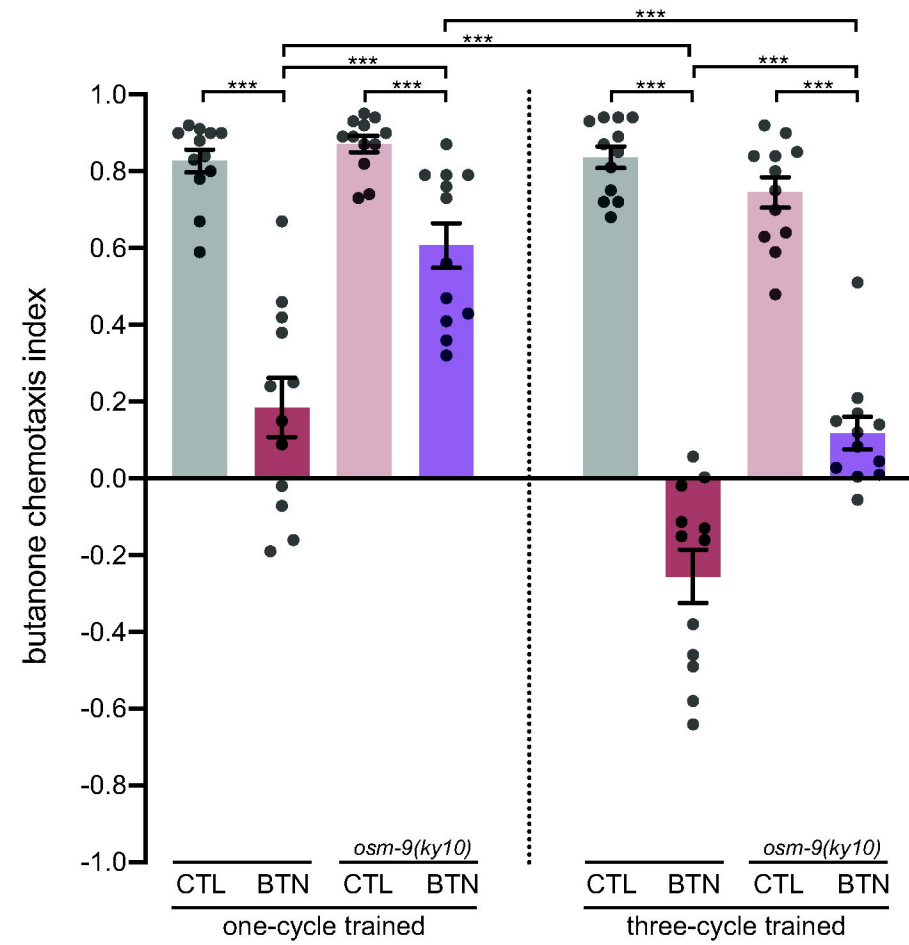 ***
***
*** ***
*** *** *** ***
1.0
0.8
0.6
0.4
0.2
0.0
-0.2
-0.4
-0.6
-0.8
-1.0
butanone chemotaxis index
osm-9(ky10) osm-9(ky10)
CTL BTN CTL BTN CTL BTN CTL BTN
one-cycle trained three-cycle trained